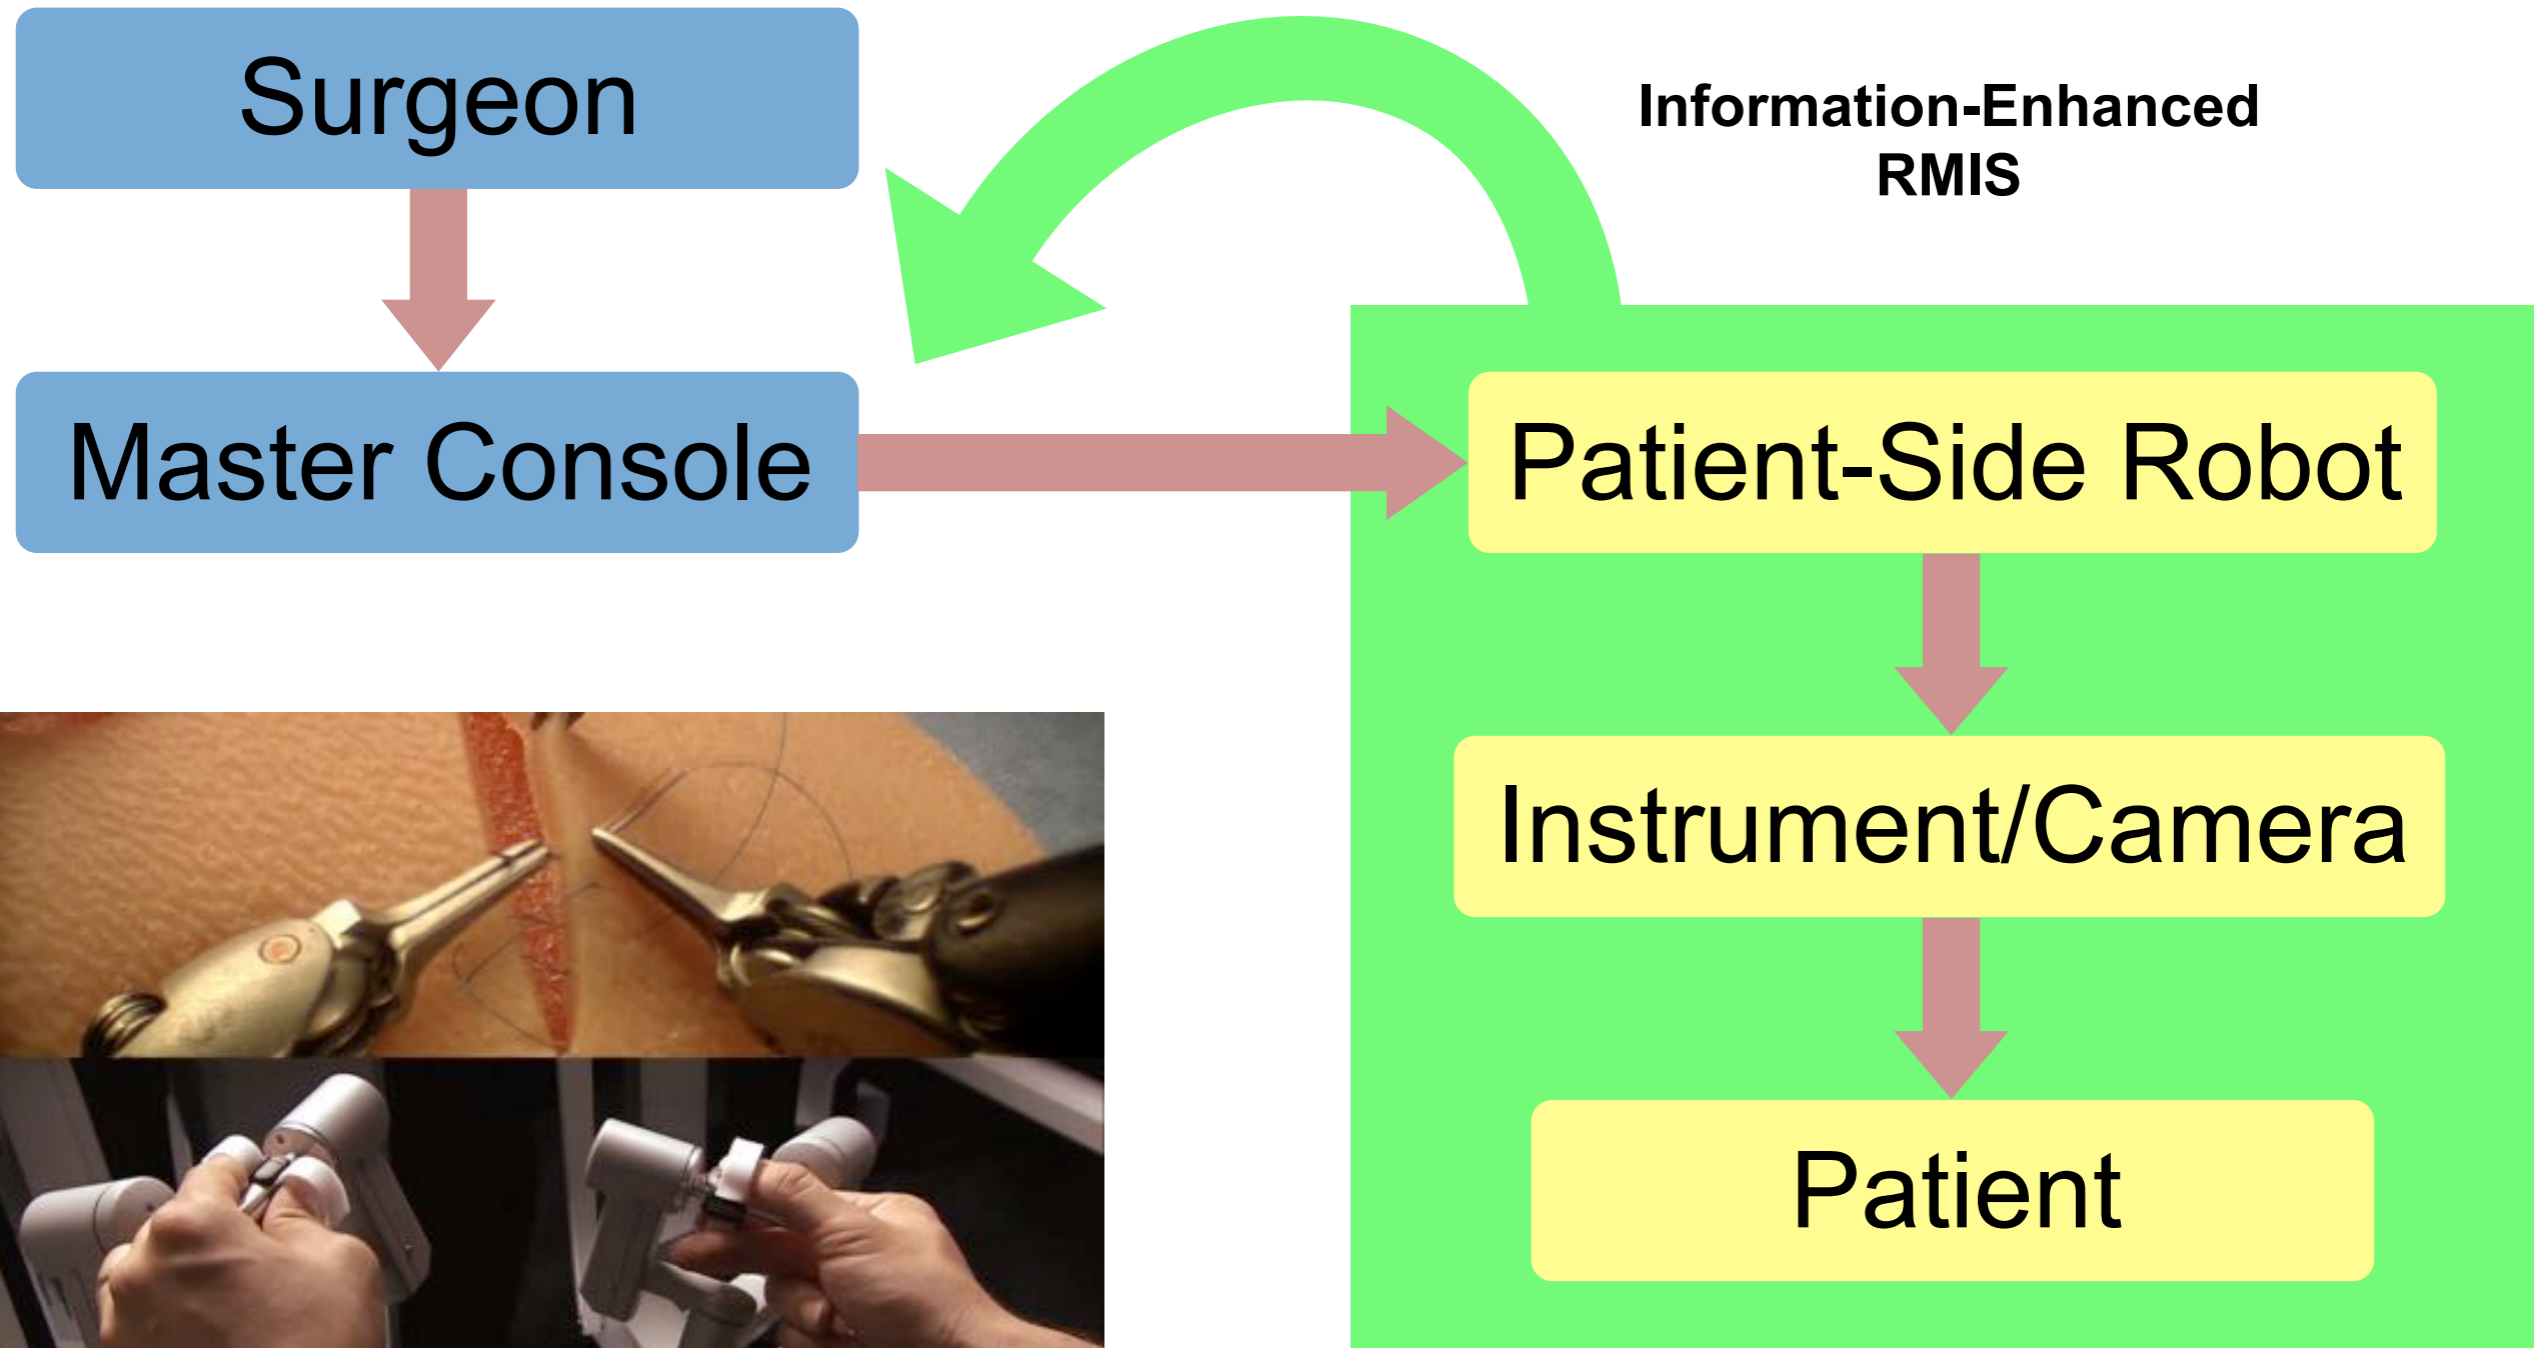 Surgeon
Information-Enhanced
RMIS
Master Console
Patient-Side Robot
Instrument/Camera
Patient